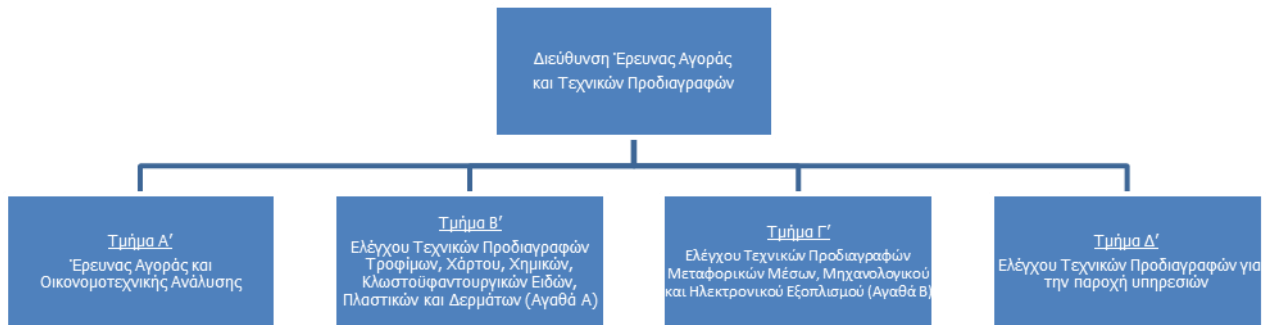 Διεύθυνση Έρευνας Αγοράς
και Τεχνικών Προδιαγραφών
Τμήμα Α’
Έρευνας Αγοράς και
Οικονομοτεχνικής Ανάλυσης
Τμήμα Β’
Ελέγχου Τεχνικών Προδιαγραφών
Τροφίμων, Χάρτου, Χημικών,
Κλωστοϋφαντουργικών Ειδών,
Πλαστικών και Δερμάτων (Αγαθά Α)
Τμήμα Γ’
Ελέγχου Τεχνικών Προδιαγραφών
Μεταφορικών Μέσων, Μηχανολογικού
και Ηλεκτρονικού Εξοπλισμού (Αγαθά Β)
Τμήμα Δ’
Ελέγχου Τεχνικών Προδιαγραφών για
την παροχή υπηρεσιών